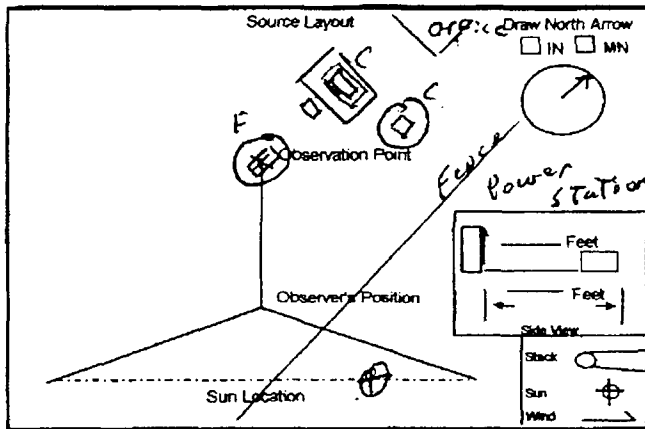 Source Layout
office
Draw North Arrow
IN MN
C
C
F
Observation Point
Fence
Power
station
Feet
Observer's Position
Feet
Side View
Stack
Sun Location
Sun
Wind